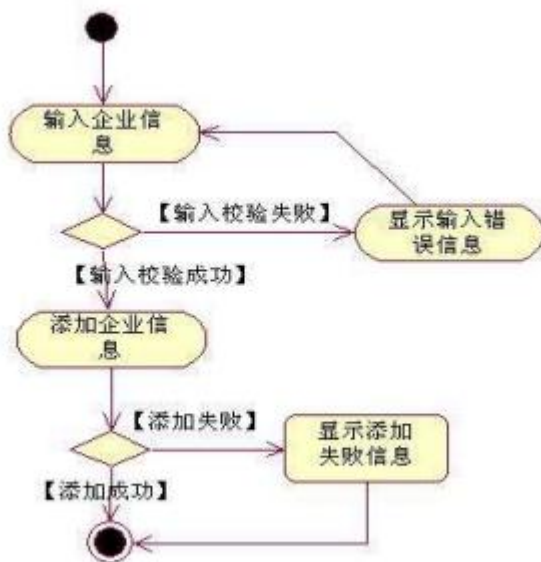 输入企业信
息
【输入校验失败】
显示输入错
误信息
【输入校验成功】
添加企业信
息
【添加失败】
显示添加
失败信息
【添加成功】